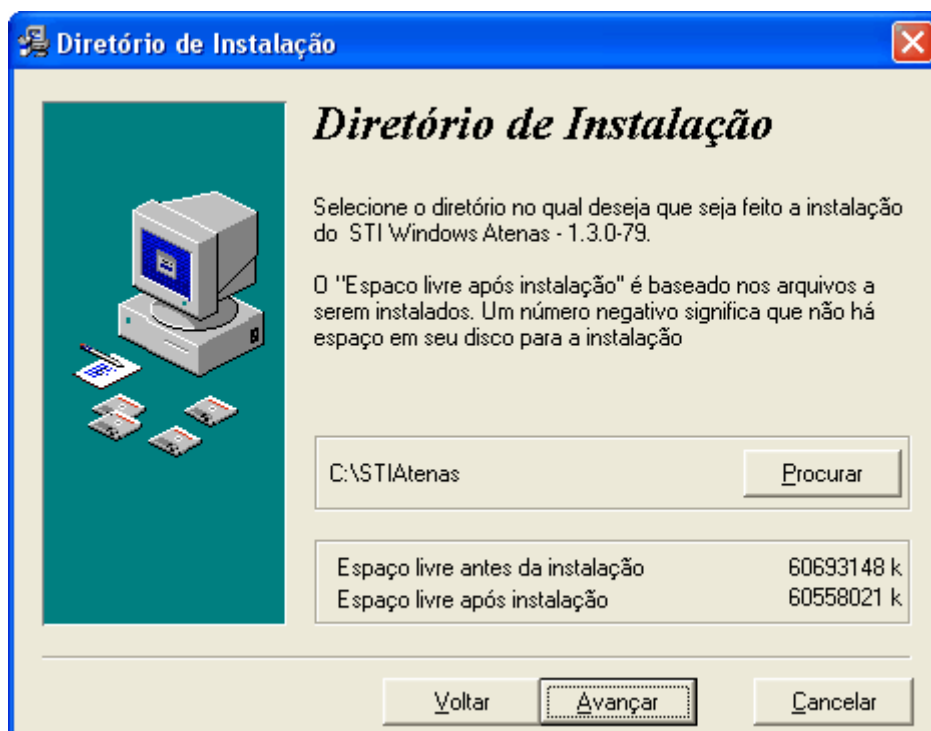 Diretório de Instalação
Diretório de Instalação
Selecione o diretório no qual deseja que seja feito a instalação
do  STI Windows Atenas - 1.3.0-79.
O "Espaco livre após instalação" é baseado nos arquivos a
serem instalados. Um número negativo significa que não há
espaço em seu disco para a instalação
C:\STIAtenas Procurar
Espaço livre antes da instalação 60693148 k
Espaço livre após instalação 60558021 k
Voltar Avançar Cancelar